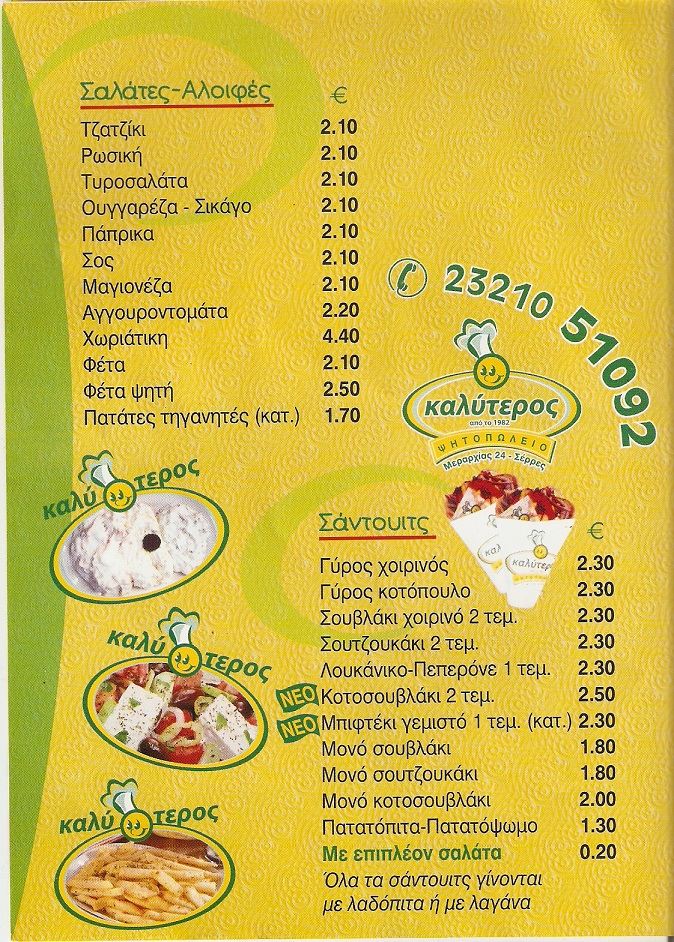 Σαλάτες-Αλοιφές €
Τζατζίκι 2.10
Ρωσική 2.10
Τυροσαλάτα 2.10
Ουγγαρέζα - Σικάγο 2.10
Πάπρικα 2.10
Σος 2.10
Μαγιονέζα 2.10
Αγγουροντομάτα 2.20
Χωριάτικη 4.40
Φέτα 2.10
Φέτα ψητή 2.50
Πατάτες τηγανητές (κατ.) 1.70
23210 51092
καλύτερος
από το 1982
ΨΗΤΟΠΩΛΕΙΟ
Μεραρχίας 24 - Σέρρες
καλύτερος
καλύτερος
καλύτερος
καλ
καλύτερ
Σάντουιτς €
Γύρος χοιρινός 2.30
Γύρος κοτόπουλο 2.30
Σουβλάκι χοιρινό 2 τεμ. 2.30
Σουτζουκάκι 2 τεμ. 2.30
Λουκάνικο-Πεπερόνε 1 τεμ. 2.30
ΝΕΟ Κοτοσουβλάκι 2 τεμ. 2.50
ΝΕΟ Μπιφτέκι γεμιστό 1 τεμ. (κατ.) 2.30
Μονό σουβλάκι 1.80
Μονό σουτζουκάκι 1.80
Μονό κοτοσουβλάκι 2.00
Πατατόπιτα-Πατατόψωμο 1.30
Με επιπλέον σαλάτα 0.20
Όλα τα σάντουιτς γίνονται
με λαδόπιτα ή με λαγάνα